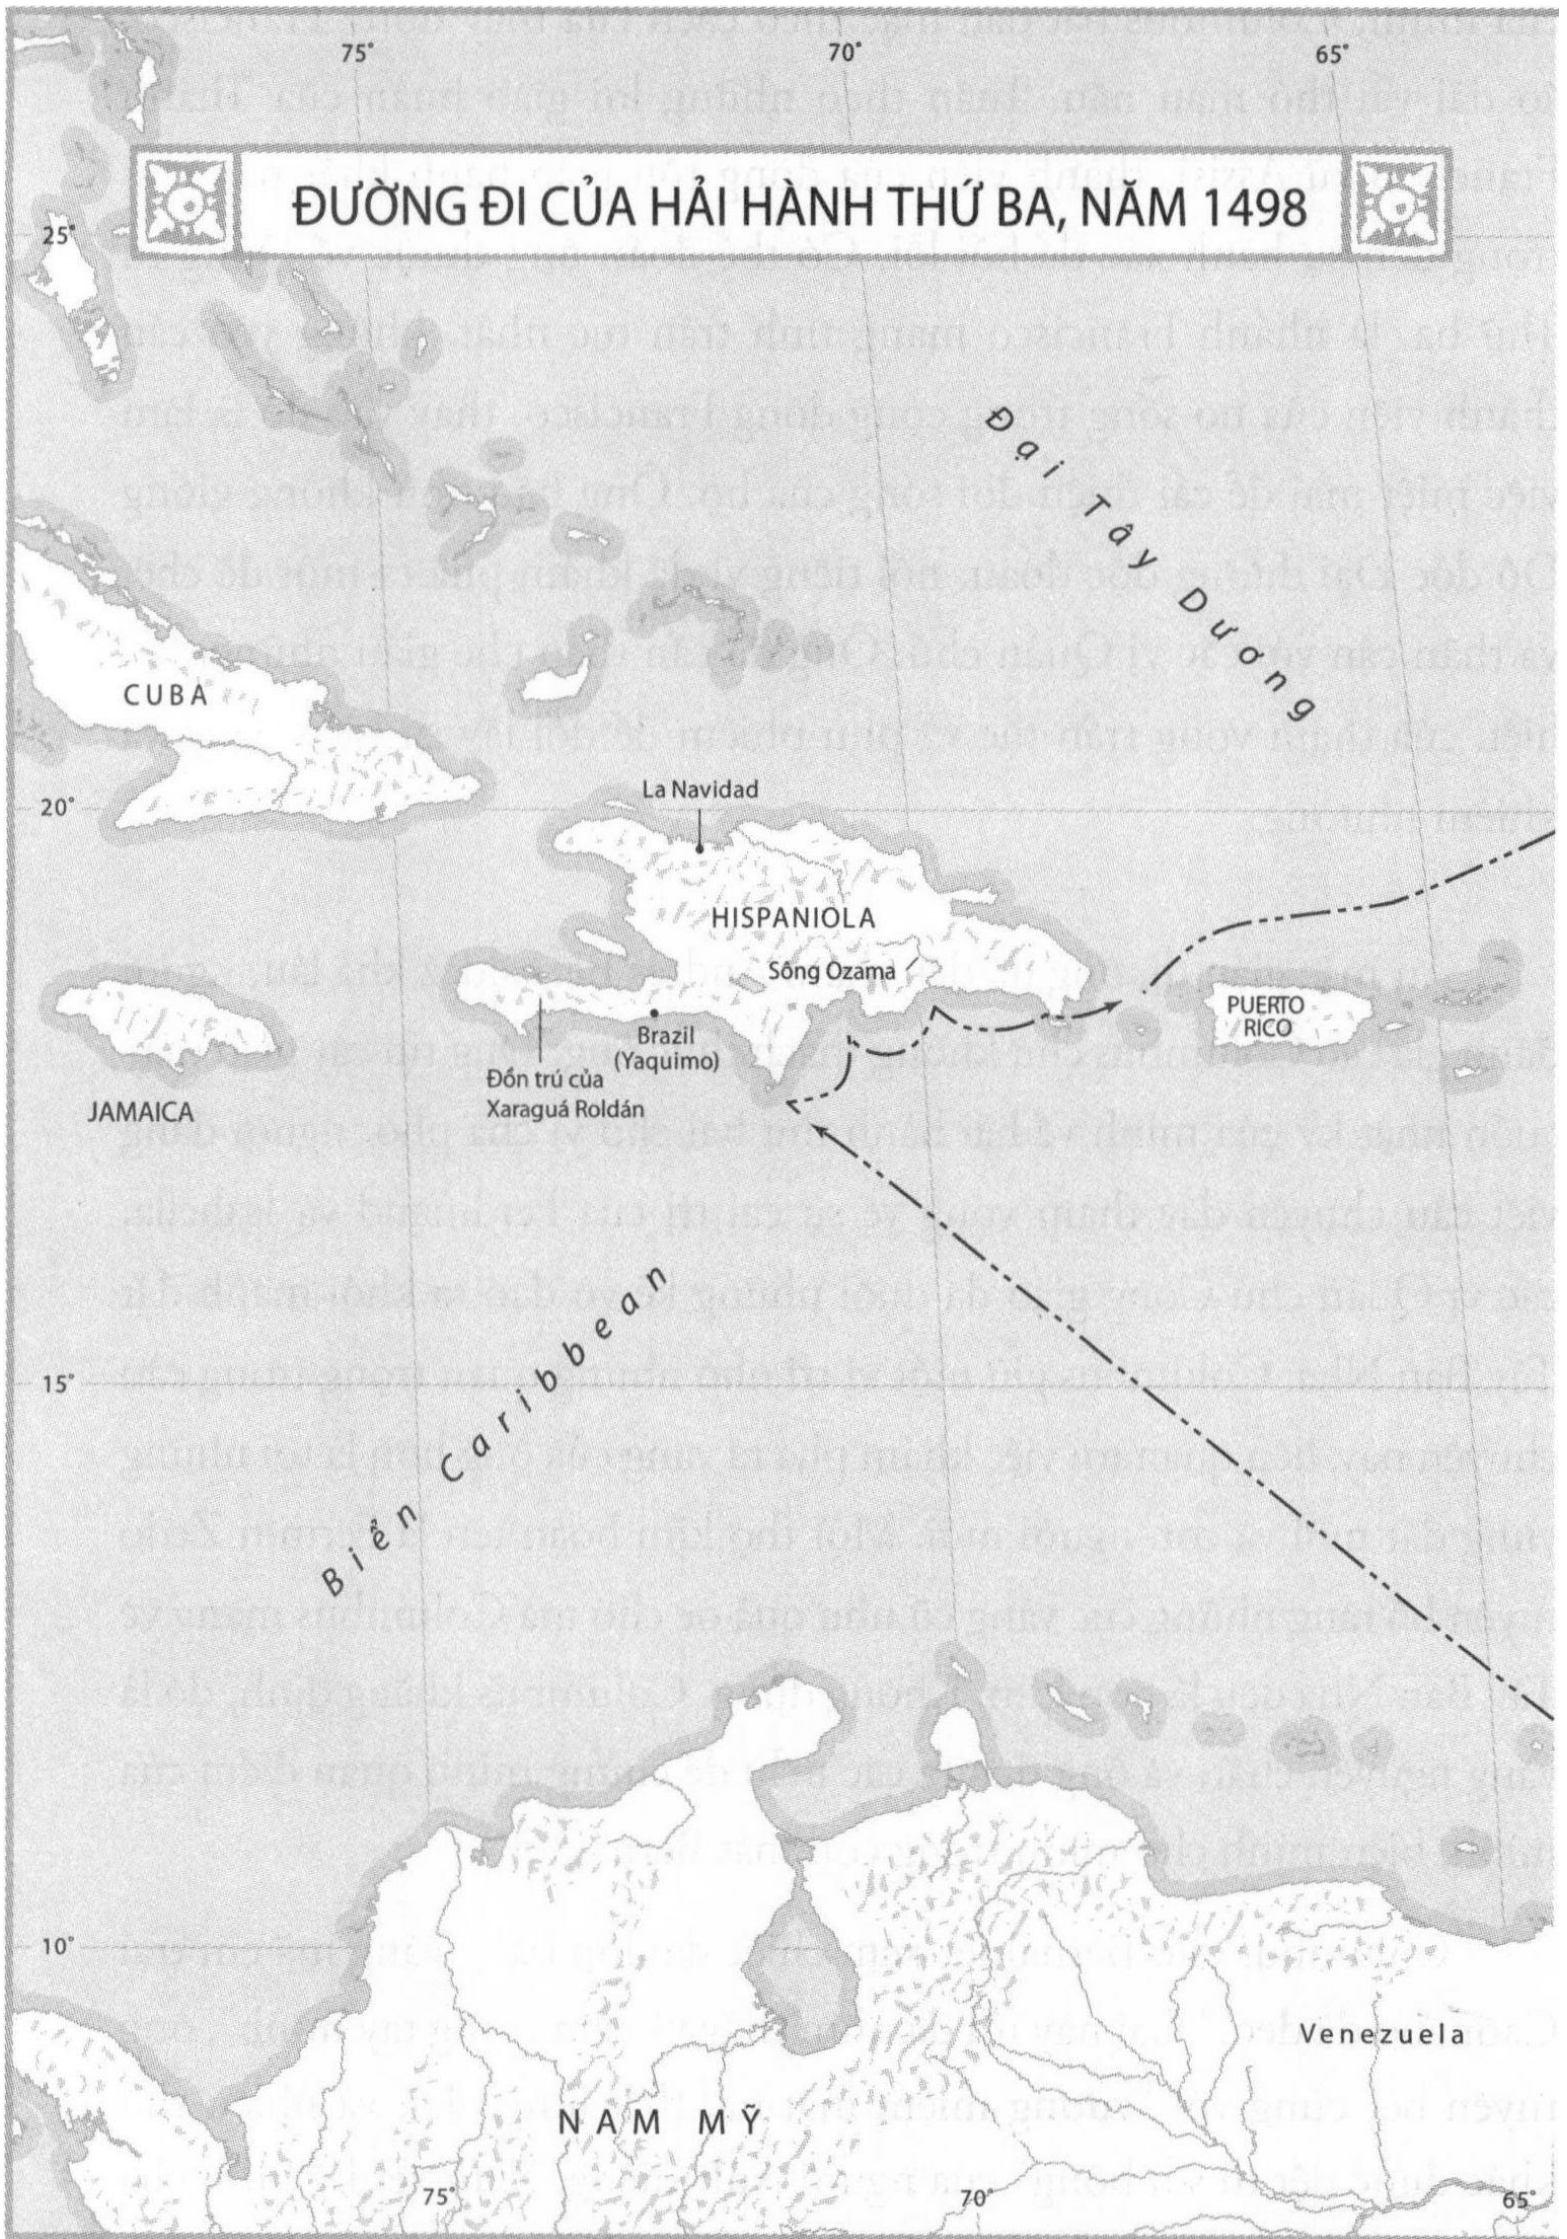 75°
70°
65°
ĐƯỜNG ĐI CỦA HẢI HÀNH THỨ BA, NĂM 1498
25°
Đại Tây Dương
CUBA
20°
La Navidad
HISPANIOLA
Sông Ozama
PUERTO
RICO
Brazil
(Yaquimo)
Đồn trú của
Xaraguá Roldán
JAMAICA
Biển Caribbean
15°
10°
Venezuela
NAM MỸ
75°
70°
65°